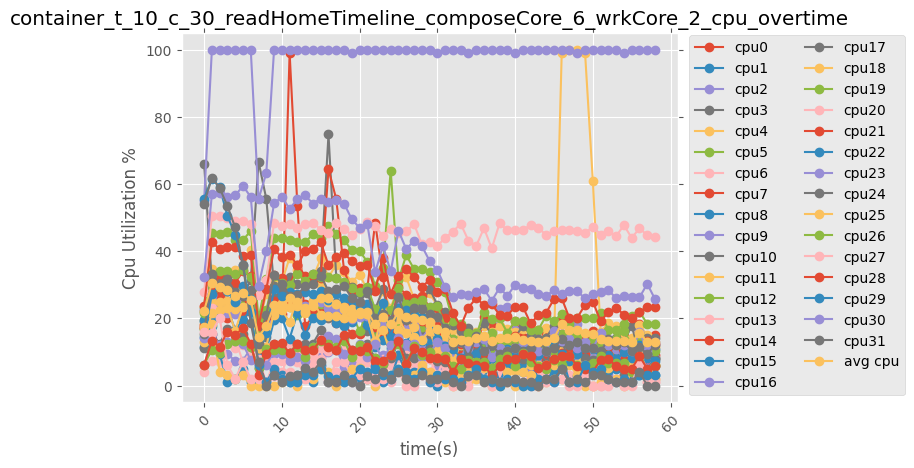 container_t_10_c_30_readHomeTimeline_composeCore_6_wrkCore_2_cpu_overtime
Cpu Utilization %
100
80
60
40
20
0
0
10
20
30
40
50
60
time(s)
cpu0
cpu1
cpu2
cpu3
cpu4
cpu5
cpu6
cpu7
cpu8
cpu9
cpu10
cpu11
cpu12
cpu13
cpu14
cpu15
cpu16
cpu17
cpu18
cpu19
cpu20
cpu21
cpu22
cpu23
cpu24
cpu25
cpu26
cpu27
cpu28
cpu29
cpu30
cpu31
avg cpu